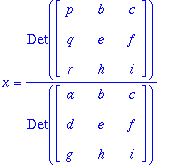 x = Det([ p b c
q e f
r h i ])
Det([ a b c
d e f
g h i ])